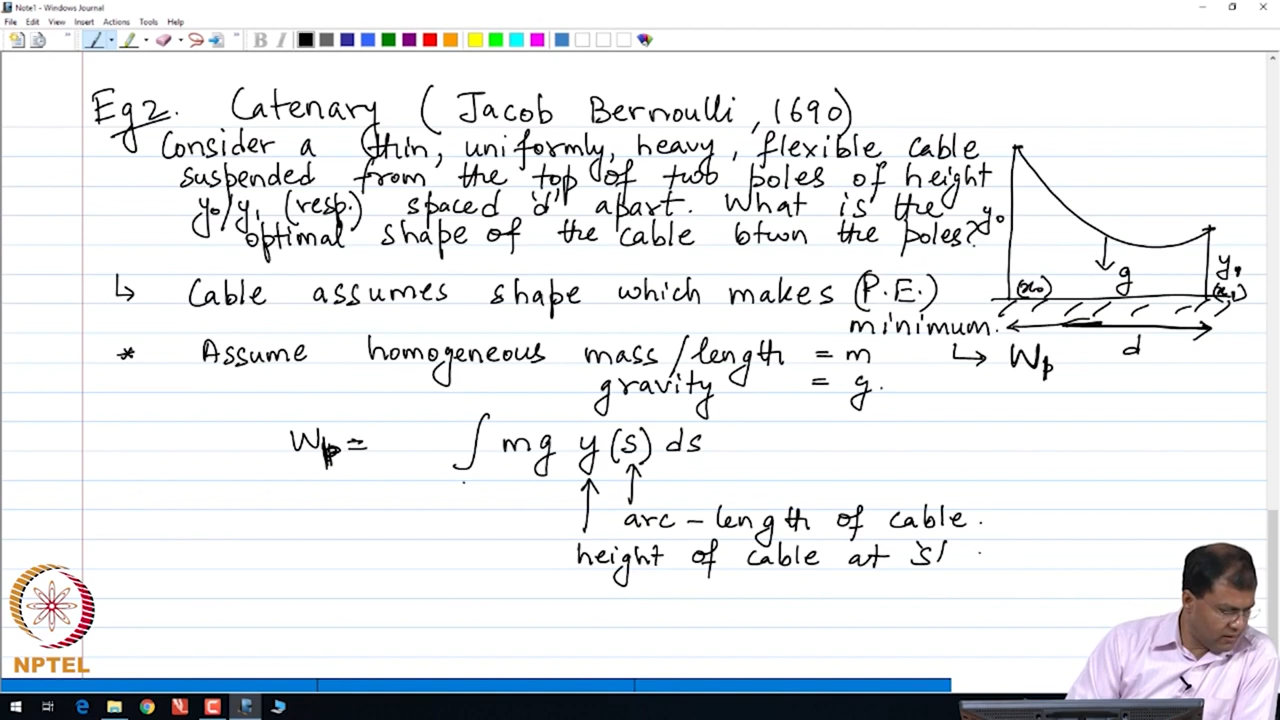 Note1 - Windows Journal
File Edit View Insert Actions Tools Help
Eg 2. Catenary ( Jacob Bernoulli, 1690)
Consider a thin, uniformly, heavy, flexible cable
suspended from the top of two poles of height
y₀/y₁ (resp.) spaced 'd' apart. What is the
optimal shape of the cable btwn the poles?
y₀
g
y₁
(x₀)
(x₁)
d
↳ Cable assumes shape which makes (P.E.)
minimum.
↳ Wp
* Assume homogeneous mass/length = m
gravity = g.
Wp = ∫ mg y(s) ds
arc-length of cable.
height of cable at 's'
NPTEL